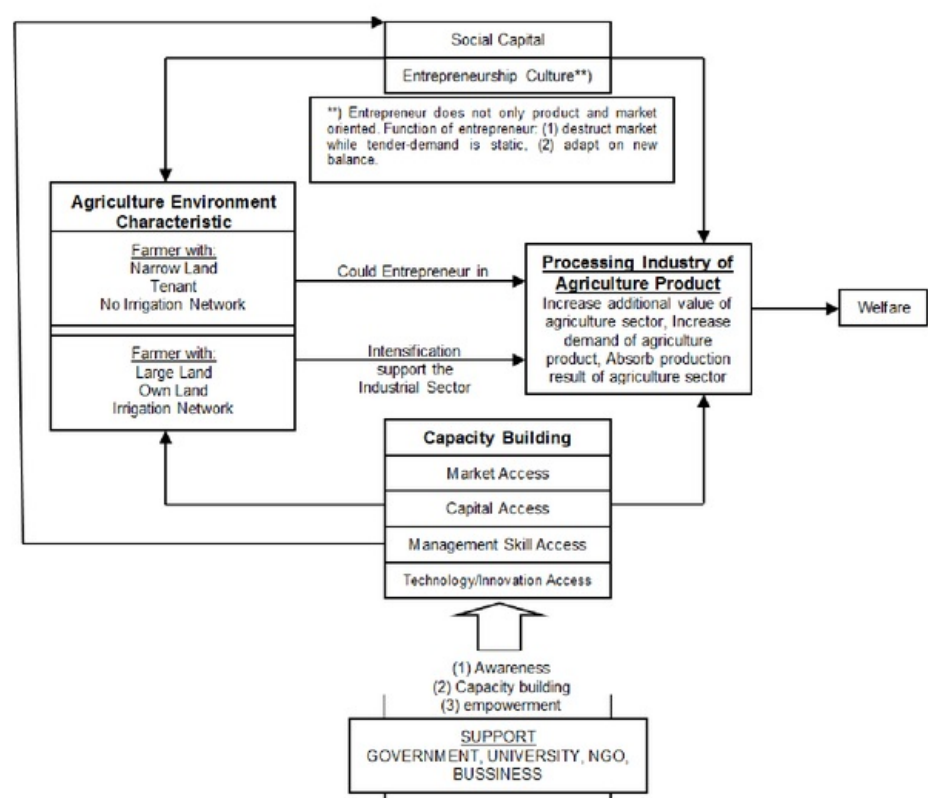 Social Capital
Entrepreneurship Culture**)
**) Entrepreneur does not only product and market
oriented. Function of entrepreneur: (1) destruct market
while tender-demand is static, (2) adapt on new
balance.
Agriculture Environment
Characteristic
Farmer with:
Narrow Land
Tenant
No Irrigation Network
Farmer with:
Large Land
Own Land
Irrigation Network
Could Entrepreneur in
Intensification
support the
Industrial Sector
Processing Industry of
Agriculture Product
Increase additional value of
agriculture sector, Increase
demand of agriculture
product, Absorb production
result of agriculture sector
Welfare
Capacity Building
Market Access
Capital Access
Management Skill Access
Technology/Innovation Access
(1) Awareness
(2) Capacity building
(3) empowerment
SUPPORT
GOVERNMENT, UNIVERSITY, NGO,
BUSSINESS